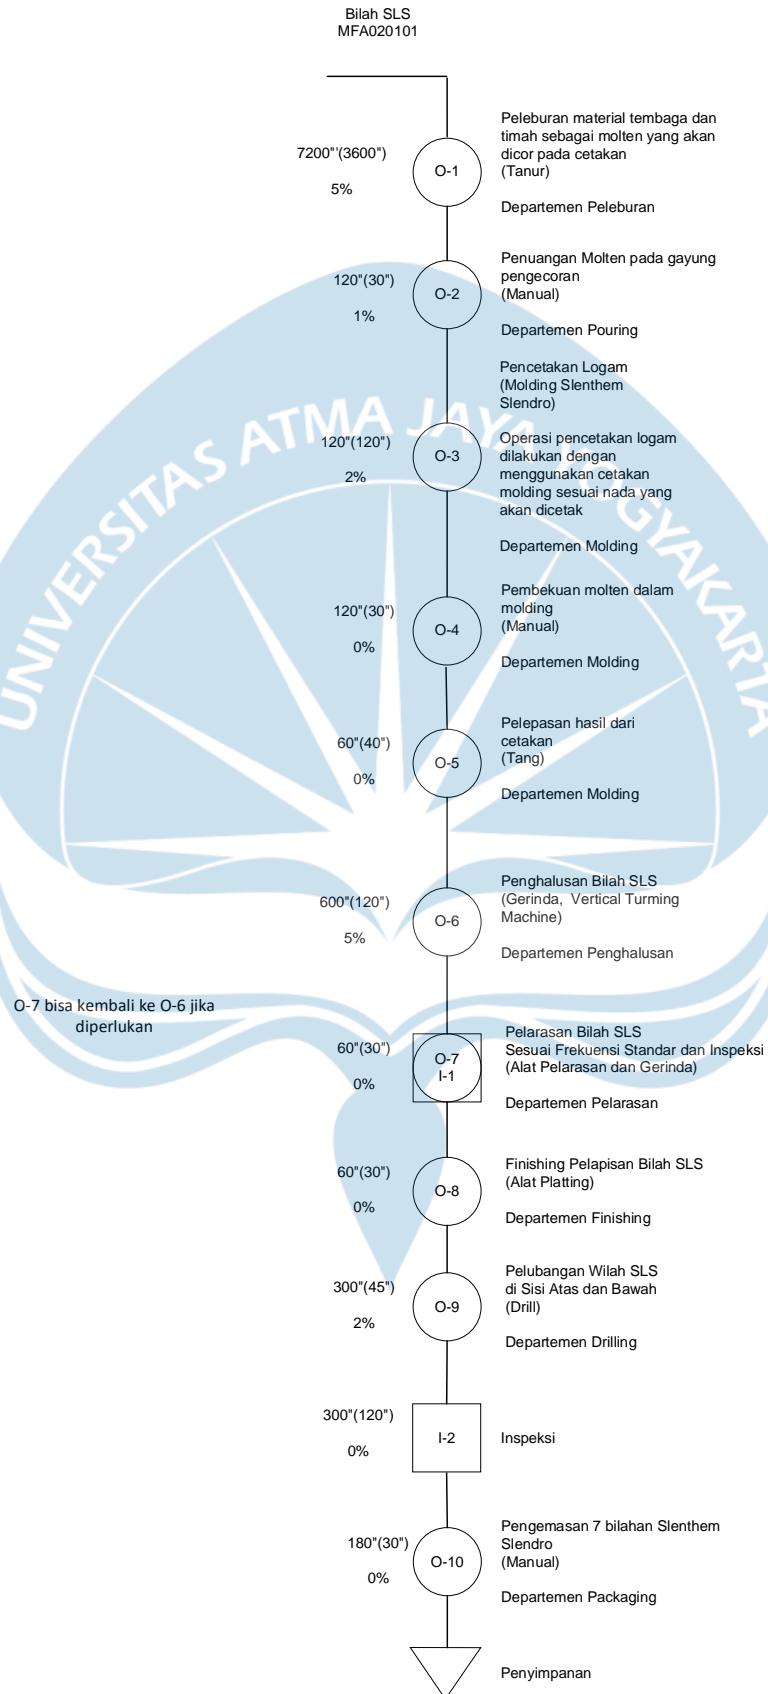 Bilah SLS
MFA020101
7200"'(3600")
5%
O-1
Peleburan material tembaga dan
timah sebagai molten yang akan
dicor pada cetakan
(Tanur)
Departemen Peleburan
120"(30")
1%
O-2
Penuangan Molten pada gayung
pengecoran
(Manual)
Departemen Pouring
Pencetakan Logam
(Molding Slenthem
Slendro)
120"(120")
2%
O-3
Operasi pencetakan logam
dilakukan dengan
menggunakan cetakan
molding sesuai nada yang
akan dicetak
Departemen Molding
120"(30")
0%
O-4
Pembekuan molten dalam
molding
(Manual)
Departemen Molding
60"(40")
0%
O-5
Pelepasan hasil dari
cetakan
(Tang)
Departemen Molding
600"(120")
5%
O-6
Penghalusan Bilah SLS
(Gerinda, Vertical Turming
Machine)
Departemen Penghalusan
O-7 bisa kembali ke O-6 jika
diperlukan
60"(30")
0%
O-7
I-1
Pelarasan Bilah SLS
Sesuai Frekuensi Standar dan Inspeksi
(Alat Pelarasan dan Gerinda)
Departemen Pelarasan
60"(30")
0%
O-8
Finishing Pelapisan Bilah SLS
(Alat Platting)
Departemen Finishing
300"(45")
2%
O-9
Pelubangan Wilah SLS
di Sisi Atas dan Bawah
(Drill)
Departemen Drilling
300"(120")
0%
I-2
Inspeksi
180"(30")
0%
O-10
Pengemasan 7 bilahan Slenthem
Slendro
(Manual)
Departemen Packaging
Penyimpanan
UNIVERSITAS ATMA JAYA YOGYAKARTA